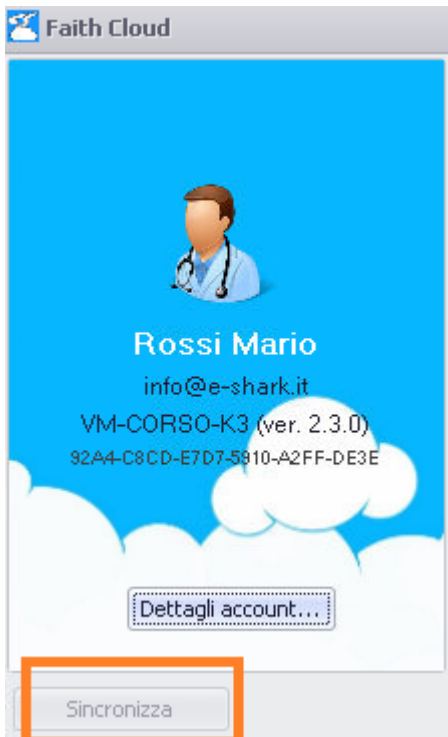 Faith Cloud
Rossi Mario
info@e-shark.it
VM-CORSO-K3 (ver. 2.3.0)
92A4-C8CD-E7D7-5910-A2FF-DE3E
Dettagli account...
Sincronizza